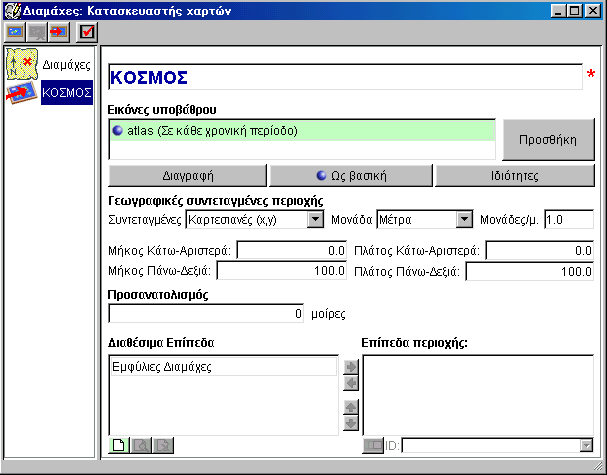 Διαμάχες: Κατασκευαστής χαρτών
Διαμάχες
ΚΟΣΜΟΣ
ΚΟΣΜΟΣ *
Εικόνες υποβάθρου
atlas (Σε κάθε χρονική περίοδο)
Προσθήκη
Διαγραφή Ως βασική Ιδιότητες
Γεωγραφικές συντεταγμένες περιοχής
Συντεταγμένες Καρτεσιανές (x,y) Μονάδα Μέτρα Μονάδες/μ. 1.0
Μήκος Κάτω-Αριστερά: 0.0 Πλάτος Κάτω-Αριστερά: 0.0
Μήκος Πάνω-Δεξιά: 100.0 Πλάτος Πάνω-Δεξιά: 100.0
Προσανατολισμός
0 μοίρες
Διαθέσιμα Επίπεδα Επίπεδα περιοχής:
Εμφύλιες Διαμάχες
ID: